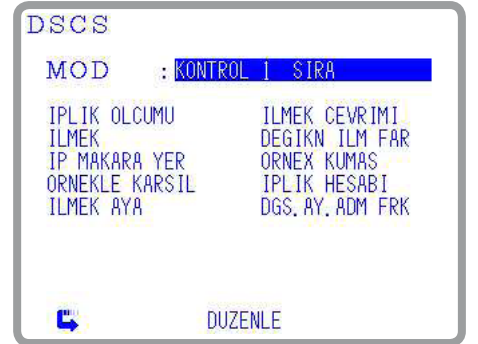 DSCS
MOD : KONTROL 1 SIRA
IPLIK OLCUMU ILMEK CEVRIMI
ILMEK DEGIKN ILM FAR
IP MAKARA YER ORNEX KUMAS
ORNEKLE KARSIL IPLIK HESABI
ILMEK AYA DGS.AY.ADM FRK
DUZENLE